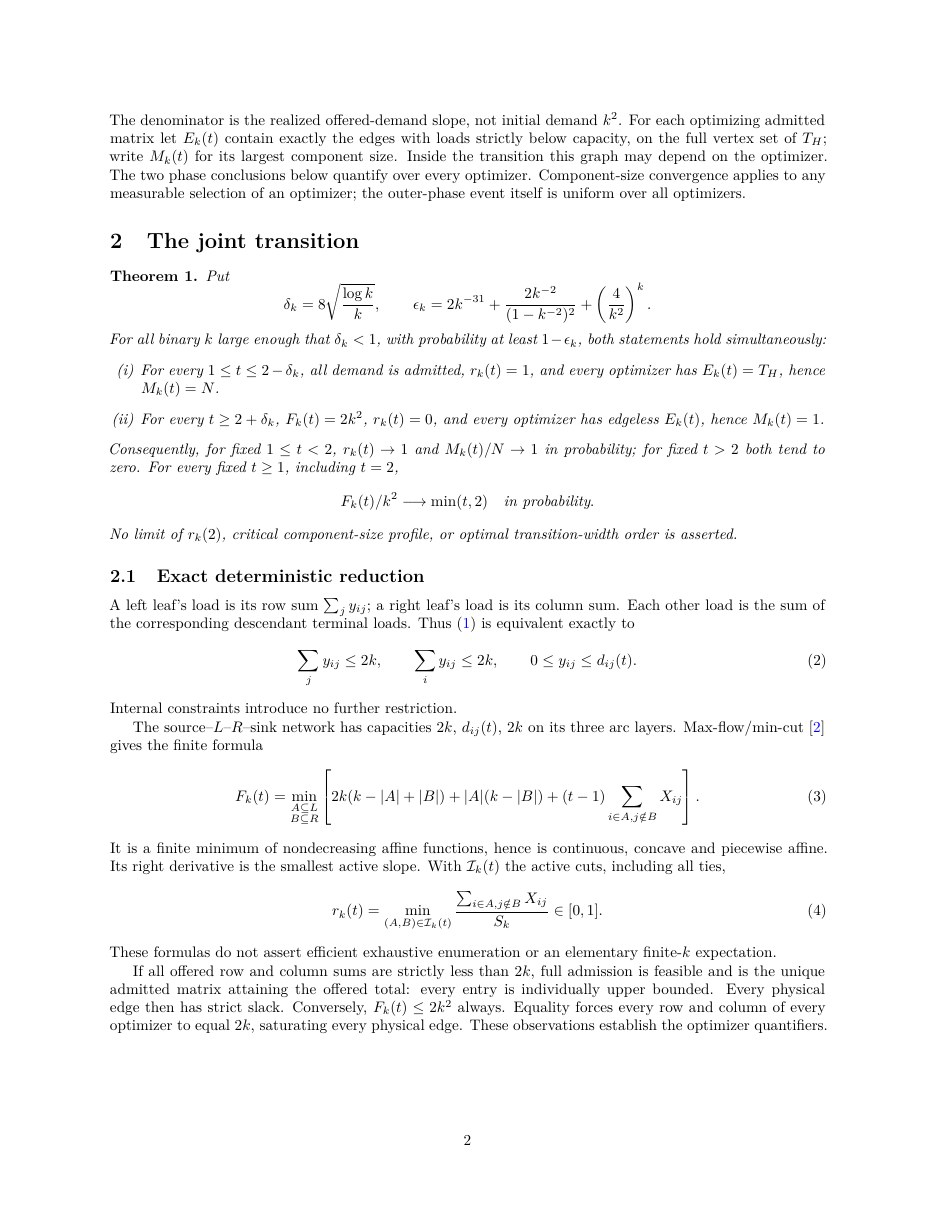 The denominator is the realized offered-demand slope, not initial demand k². For each optimizing admitted
matrix let E_k(t) contain exactly the edges with loads strictly below capacity, on the full vertex set of T_H;
write M_k(t) for its largest component size. Inside the transition this graph may depend on the optimizer.
The two phase conclusions below quantify over every optimizer. Component-size convergence applies to any
measurable selection of an optimizer; the outer-phase event itself is uniform over all optimizers.
2 The joint transition
Theorem 1. Put
δ_k = 8√(log k / k), ϵ_k = 2k^{−31} + 2k^{−2} / (1 − k^{−2})² + (4 / k²)^k.
For all binary k large enough that δ_k < 1, with probability at least 1−ϵ_k, both statements hold simultaneously:
(i) For every 1 ≤ t ≤ 2−δ_k, all demand is admitted, r_k(t) = 1, and every optimizer has E_k(t) = T_H, hence
M_k(t) = N.
(ii) For every t ≥ 2 + δ_k, F_k(t) = 2k², r_k(t) = 0, and every optimizer has edgeless E_k(t), hence M_k(t) = 1.
Consequently, for fixed 1 ≤ t < 2, r_k(t) → 1 and M_k(t)/N → 1 in probability; for fixed t > 2 both tend to
zero. For every fixed t ≥ 1, including t = 2,
F_k(t)/k² ⟶ min(t, 2) in probability.
No limit of r_k(2), critical component-size profile, or optimal transition-width order is asserted.
2.1 Exact deterministic reduction
A left leaf's load is its row sum ∑_j y_{ij}; a right leaf's load is its column sum. Each other load is the sum of
the corresponding descendant terminal loads. Thus (1) is equivalent exactly to
∑_j y_{ij} ≤ 2k, ∑_i y_{ij} ≤ 2k, 0 ≤ y_{ij} ≤ d_{ij}(t). (2)
Internal constraints introduce no further restriction.
The source–L–R–sink network has capacities 2k, d_{ij}(t), 2k on its three arc layers. Max-flow/min-cut [2]
gives the finite formula
F_k(t) = min_{A⊆L, B⊆R} [2k(k − |A| + |B|) + |A|(k − |B|) + (t − 1) ∑_{i∈A,j∉B} X_{ij}]. (3)
It is a finite minimum of nondecreasing affine functions, hence is continuous, concave and piecewise affine.
Its right derivative is the smallest active slope. With ℐ_k(t) the active cuts, including all ties,
r_k(t) = min_{(A,B)∈ℐ_k(t)} ∑_{i∈A,j∉B} X_{ij} / S_k ∈ [0, 1]. (4)
These formulas do not assert efficient exhaustive enumeration or an elementary finite-k expectation.
If all offered row and column sums are strictly less than 2k, full admission is feasible and is the unique
admitted matrix attaining the offered total: every entry is individually upper bounded. Every physical
edge then has strict slack. Conversely, F_k(t) ≤ 2k² always. Equality forces every row and column of every
optimizer to equal 2k, saturating every physical edge. These observations establish the optimizer quantifiers.
2